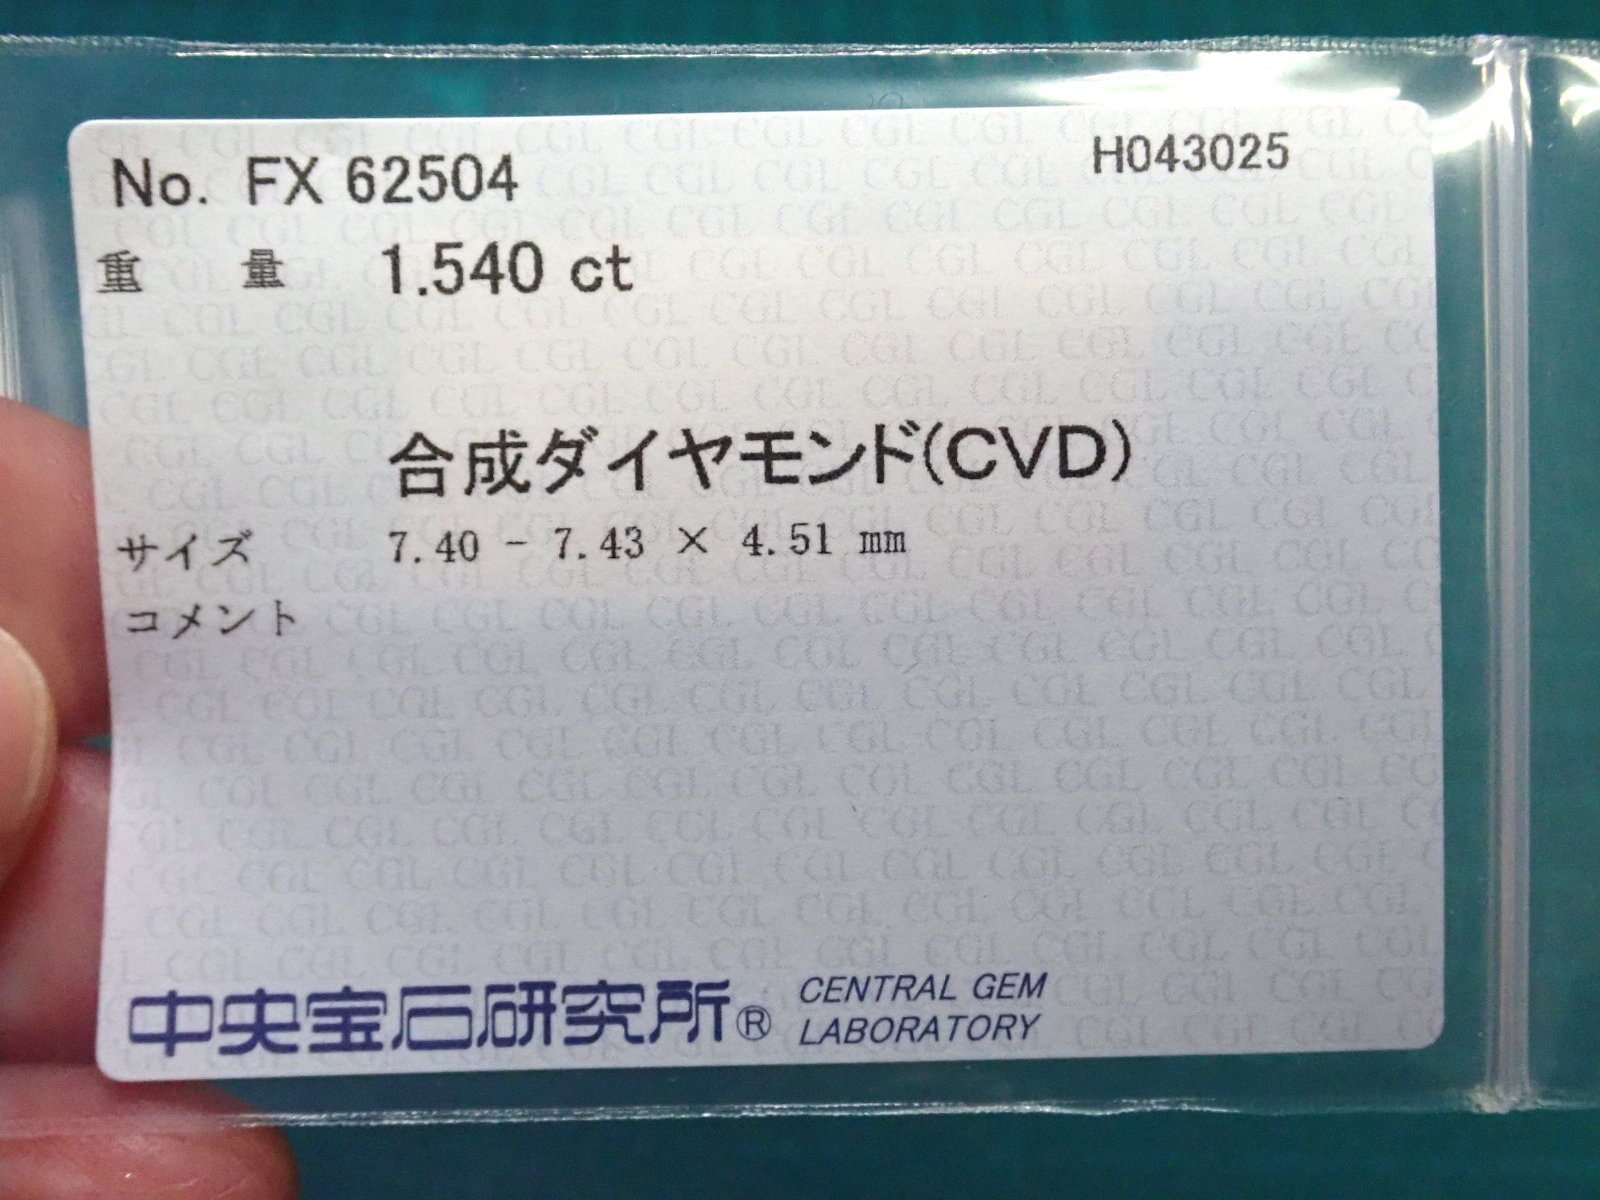 No. FX 62504 H043025
重 量 1.540 ct
合成ダイヤモンド(CVD)
サイズ 7.40 - 7.43 × 4.51 mm
コメント
中央宝石研究所® CENTRAL GEM
LABORATORY